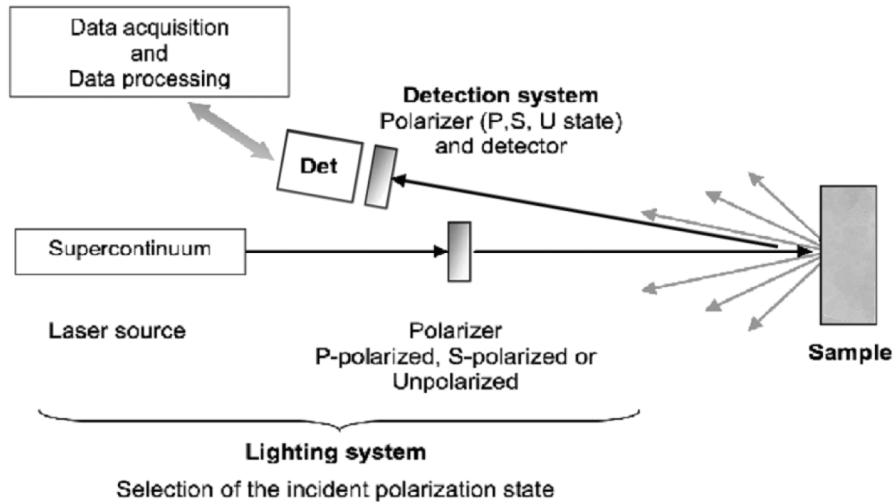 Data acquisition
and
Data processing
Detection system
Polarizer (P,S, U state)
and detector
Det
Supercontinuum
Laser source
Polarizer
P-polarized, S-polarized or
Unpolarized
Sample
Lighting system
Selection of the incident polarization state